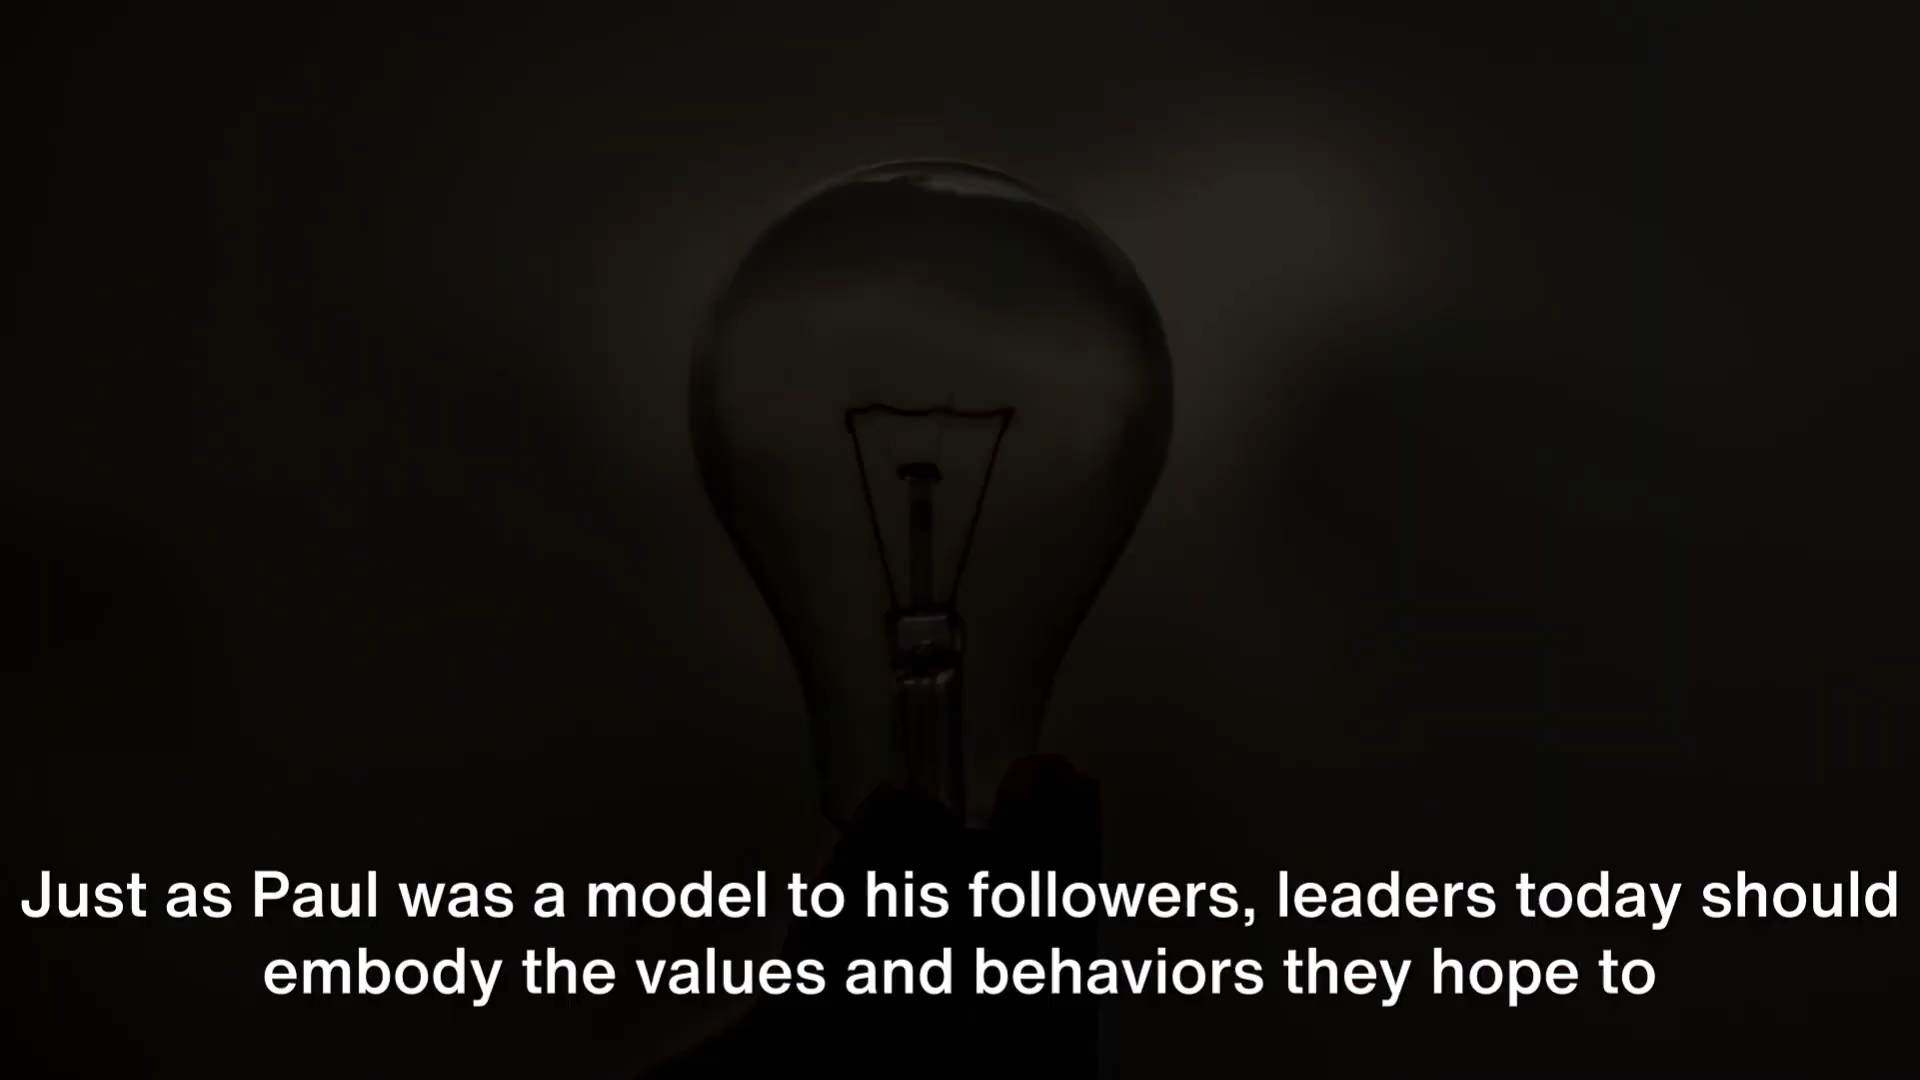 Just as Paul was a model to his followers, leaders today should
embody the values and behaviors they hope to